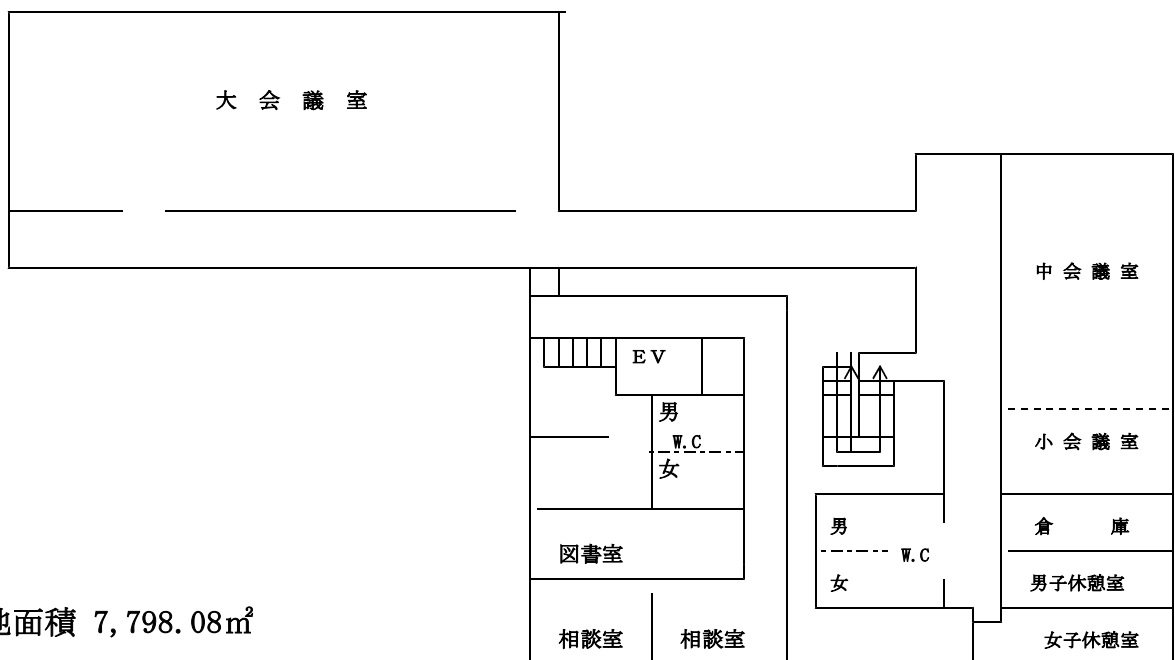 大 会 議 室
中 会 議 室
EV
男
W.C
女
小 会 議 室
男
W.C
女
倉 庫
図書室
男子休憩室
地面積 7,798.08㎡
相談室 相談室
女子休憩室